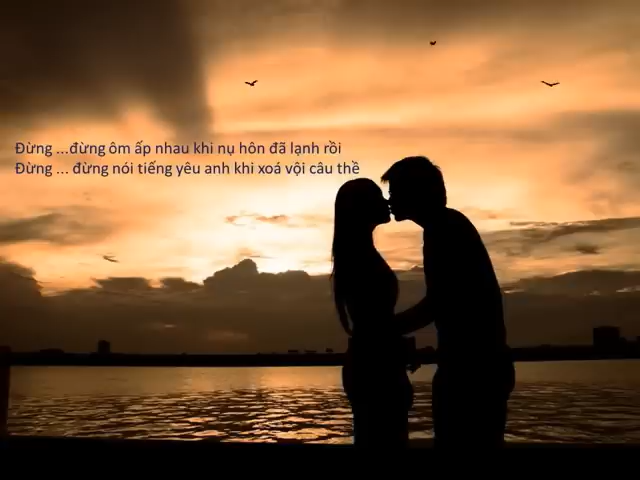 Đừng ...đừng ôm ấp nhau khi nụ hôn đã lạnh rồi
Đừng ... đừng nói tiếng yêu anh khi xoá vội câu thề